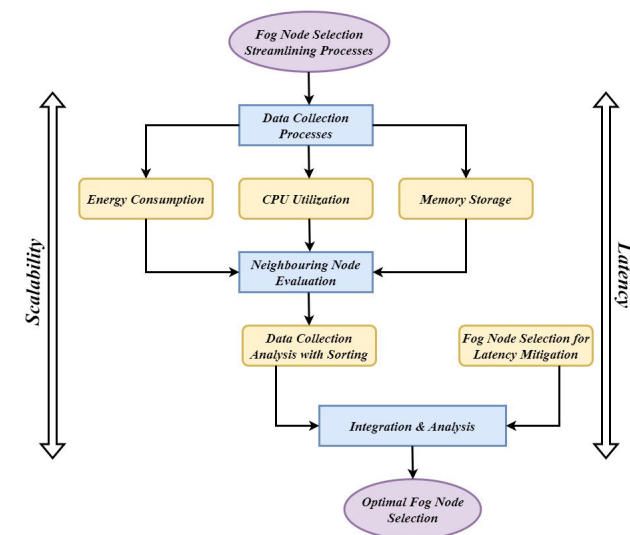 Fog Node Selection
Streamlining Processes
Data Collection
Processes
Energy Consumption
CPU Utilization
Memory Storage
Neighbouring Node
Evaluation
Scalability
Latency
Data Collection
Analysis with Sorting
Fog Node Selection for
Latency Mitigation
Integration & Analysis
Optimal Fog Node
Selection